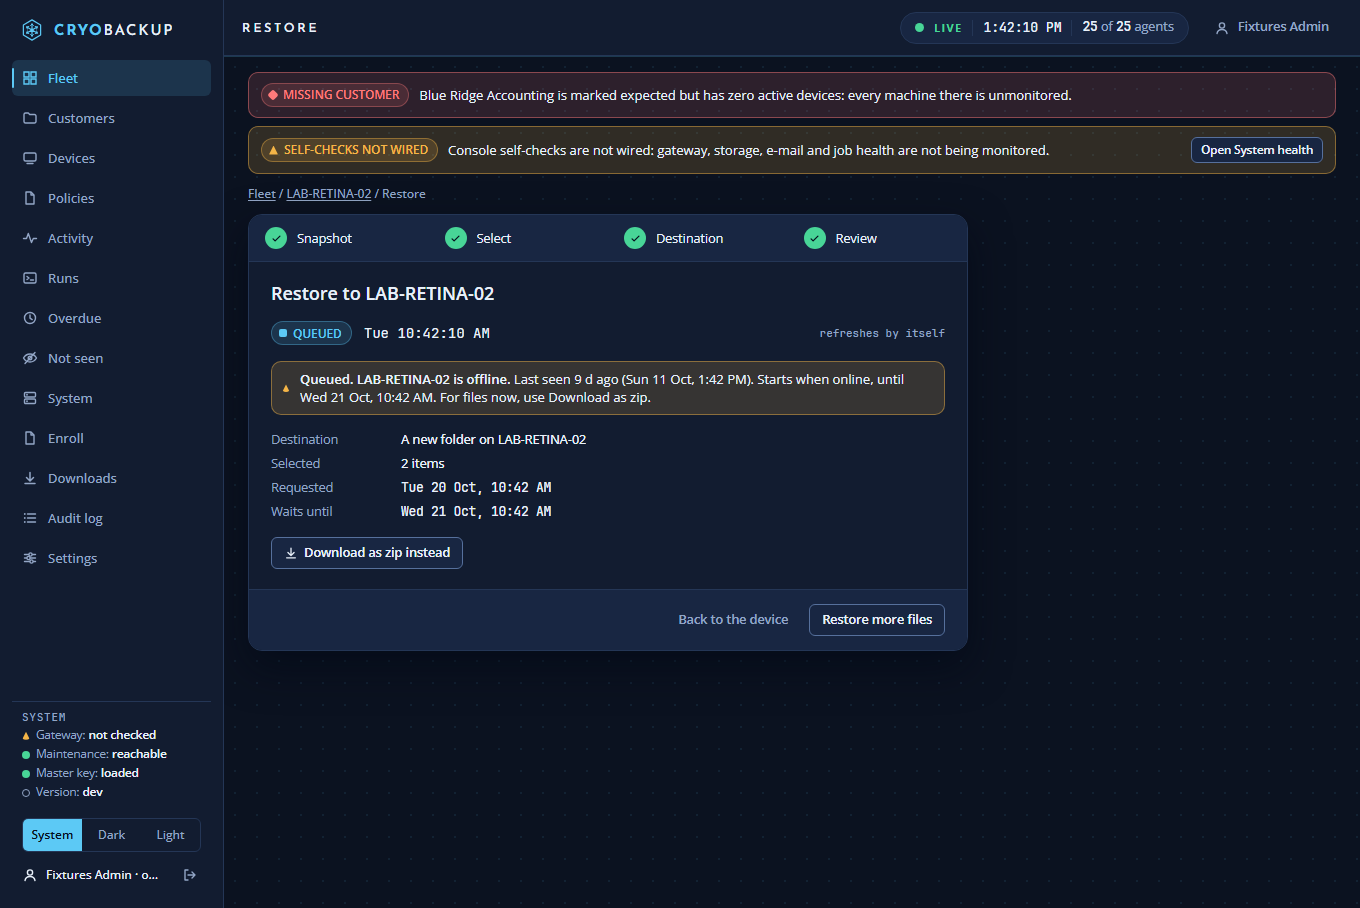 CRYOBACKUP
RESTORE
LIVE 1:42:10 PM 25 of 25 agents
Fixtures Admin
Fleet
Customers
Devices
Policies
Activity
Runs
Overdue
Not seen
System
Enroll
Downloads
Audit log
Settings
MISSING CUSTOMER Blue Ridge Accounting is marked expected but has zero active devices: every machine there is unmonitored.
SELF-CHECKS NOT WIRED Console self-checks are not wired: gateway, storage, e-mail and job health are not being monitored. Open System health
Fleet / LAB-RETINA-02 / Restore
Snapshot Select Destination Review
Restore to LAB-RETINA-02
QUEUED Tue 10:42:10 AM refreshes by itself
Queued. LAB-RETINA-02 is offline. Last seen 9 d ago (Sun 11 Oct, 1:42 PM). Starts when online, until
Wed 21 Oct, 10:42 AM. For files now, use Download as zip.
Destination A new folder on LAB-RETINA-02
Selected 2 items
Requested Tue 20 Oct, 10:42 AM
Waits until Wed 21 Oct, 10:42 AM
Download as zip instead
Back to the device Restore more files
SYSTEM
Gateway: not checked
Maintenance: reachable
Master key: loaded
Version: dev
System Dark Light
Fixtures Admin · o...